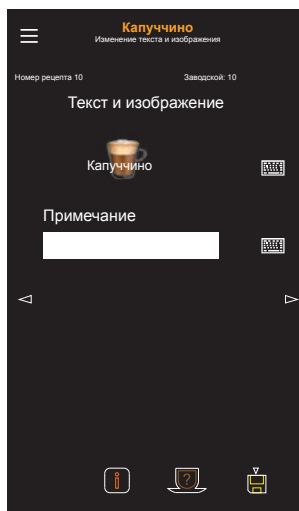 Капуччино
Изменение текста и изображения
Номер рецепта 10 Заводской: 10
Текст и изображение
Капуччино
Примечание
i
?